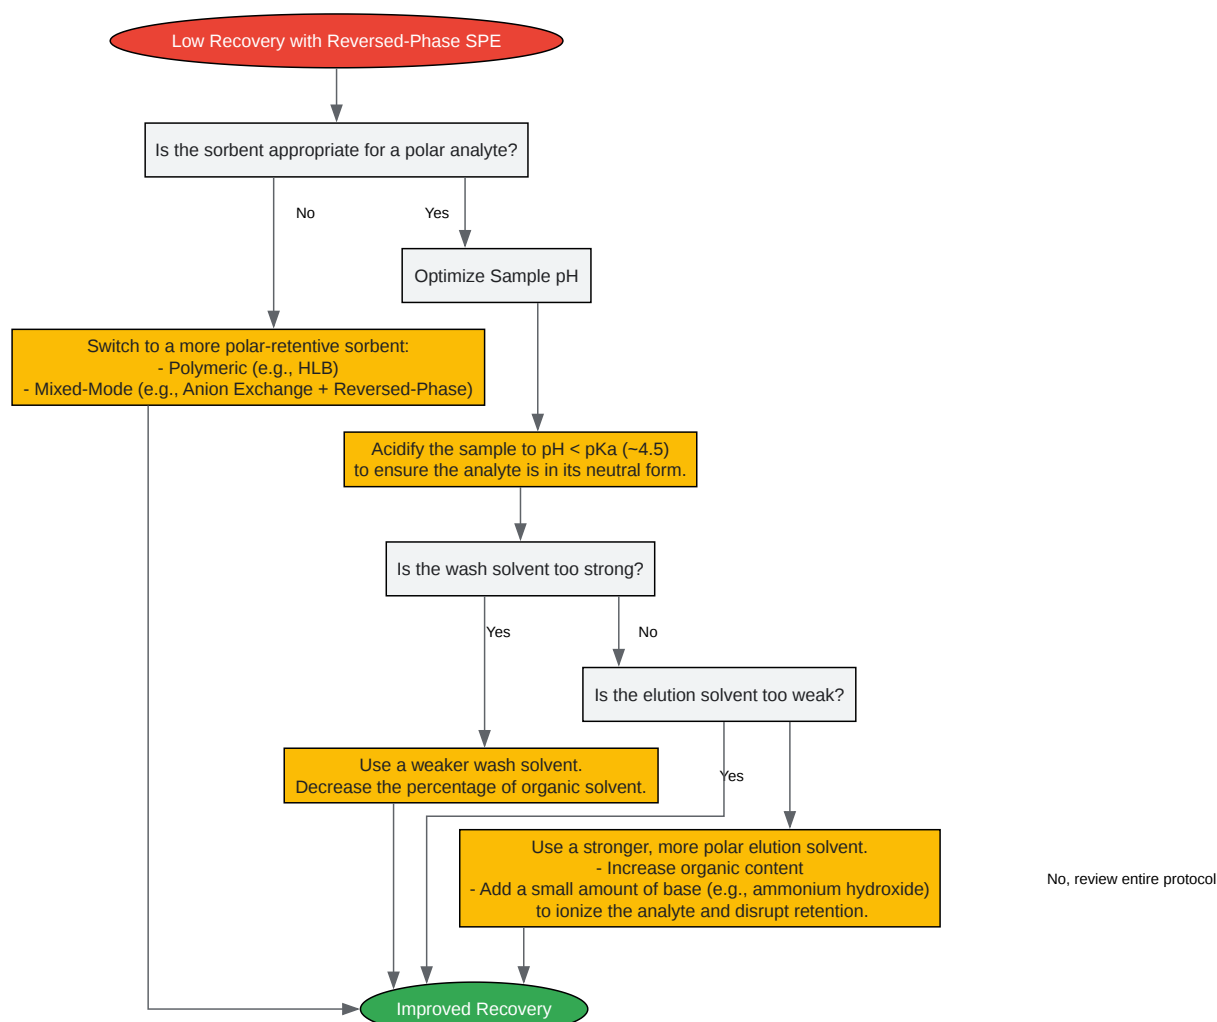 Low Recovery with Reversed-Phase SPE
Is the sorbent appropriate for a polar analyte?
No
Yes
Optimize Sample pH
Switch to a more polar-retentive sorbent:
- Polymeric (e.g., HLB)
- Mixed-Mode (e.g., Anion Exchange + Reversed-Phase)
Acidify the sample to pH < pKa (~4.5)
to ensure the analyte is in its neutral form.
Is the wash solvent too strong?
Yes
No
Is the elution solvent too weak?
Use a weaker wash solvent.
Decrease the percentage of organic solvent.
Yes
Use a stronger, more polar elution solvent.
- Increase organic content
- Add a small amount of base (e.g., ammonium hydroxide)
to ionize the analyte and disrupt retention.
No, review entire protocol
Improved Recovery